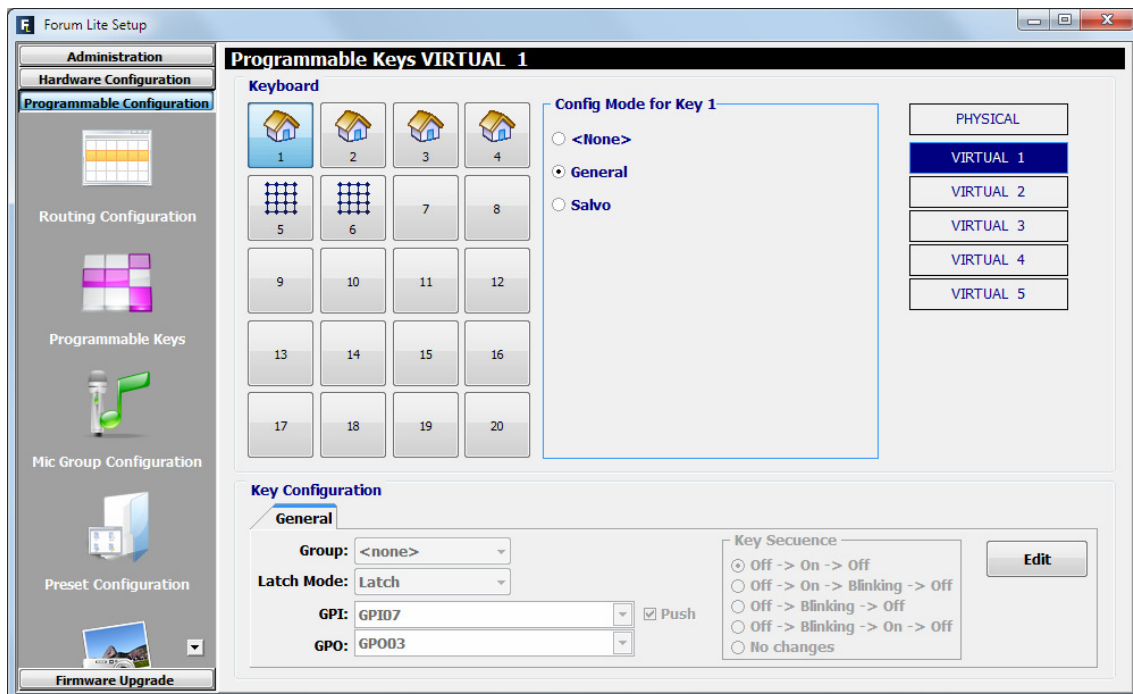 Forum Lite Setup
Administration
Hardware Configuration
Programmable Configuration
Routing Configuration
Programmable Keys
Mic Group Configuration
Preset Configuration
Firmware Upgrade
Programmable Keys VIRTUAL 1
Keyboard
1 2 3 4
5 6 7 8
9 10 11 12
13 14 15 16
17 18 19 20
Config Mode for Key 1
<None>
General
Salvo
PHYSICAL
VIRTUAL 1
VIRTUAL 2
VIRTUAL 3
VIRTUAL 4
VIRTUAL 5
Key Configuration
General
Group: <none>
Latch Mode: Latch
GPI: GPI07 Push
GPO: GPO03
Key Secuence
Off -> On -> Off
Off -> On -> Blinking -> Off
Off -> Blinking -> Off
Off -> Blinking -> On -> Off
No changes
Edit